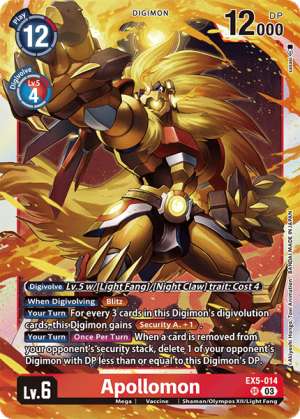 Play
12
DIGIMON
DP
12000
Digivolve
Lv.5
4
Digivolve Lv.5 w/[Light Fang]/[Night Claw] trait: Cost 4
When Digivolving Blitz.
Your Turn For every 3 cards in this Digimon's digivolution
cards, this Digimon gains Security A. +1.
Your Turn Once Per Turn When a card is removed
from your opponent's security stack, delete 1 of your opponent's
Digimon with DP less than or equal to this Digimon's DP.
Lv.6
Apollomon
EX5-014
03
Mega | Vaccine | Shaman/Olympos XII/Light Fang